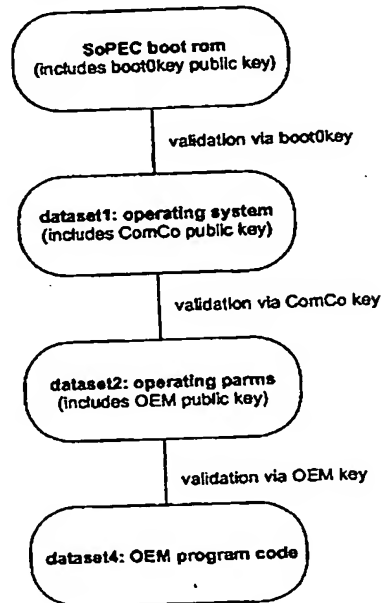 SoPEC boot rom
(includes boot0key public key)
validation via boot0key
dataset1: operating system
(includes ComCo public key)
validation via ComCo key
dataset2: operating parms
(includes OEM public key)
validation via OEM key
dataset4: OEM program code